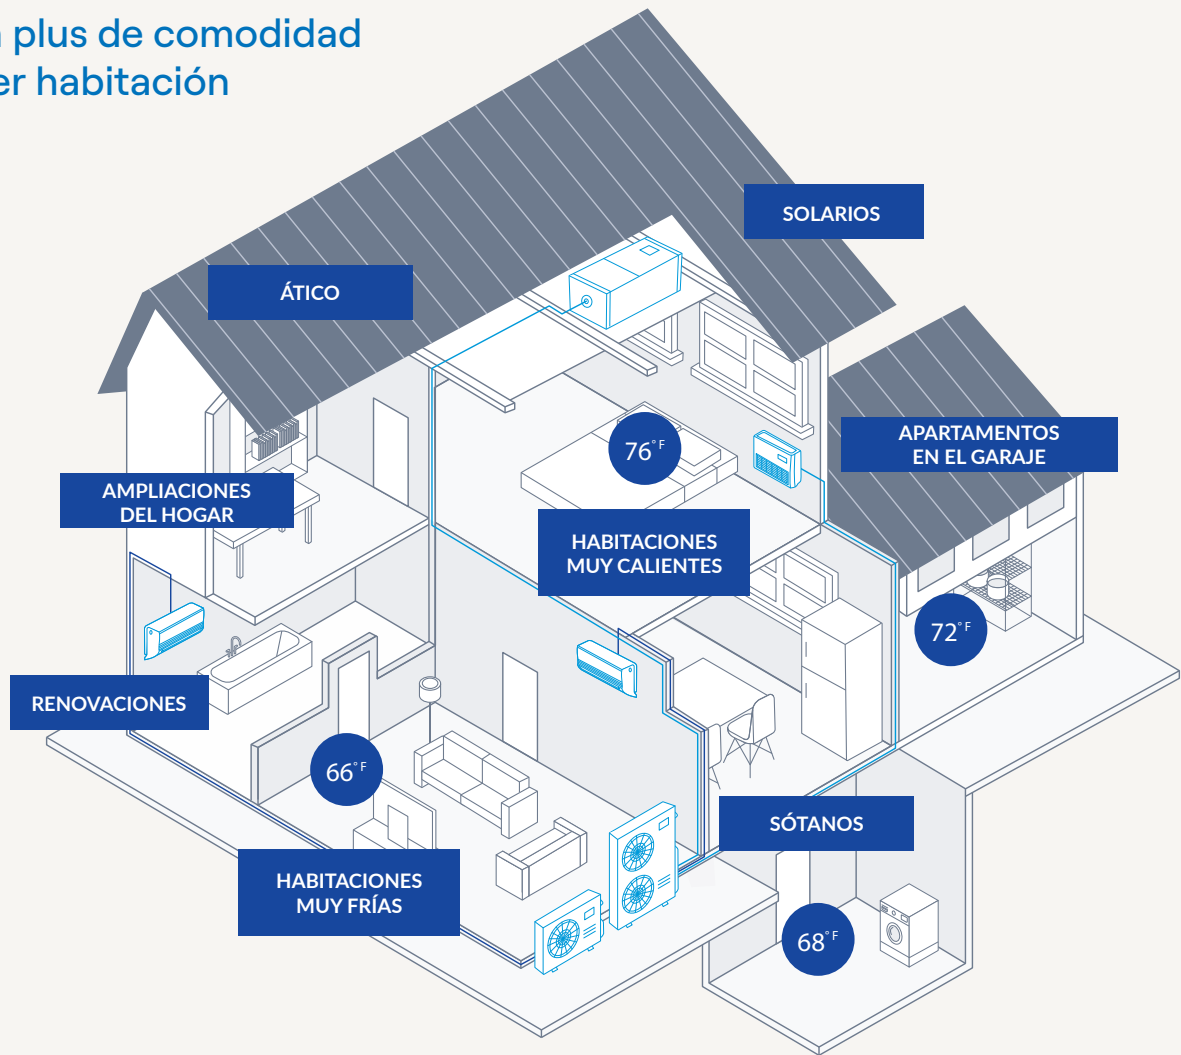 plus de comodidad
habitación
SOLARIOS
ÁTICO
76°F
APARTAMENTOS
EN EL GARAJE
AMPLIACIONES
DEL HOGAR
HABITACIONES
MUY CALIENTES
72°F
RENOVACIONES
66°F
SÓTANOS
HABITACIONES
MUY FRÍAS
68°F